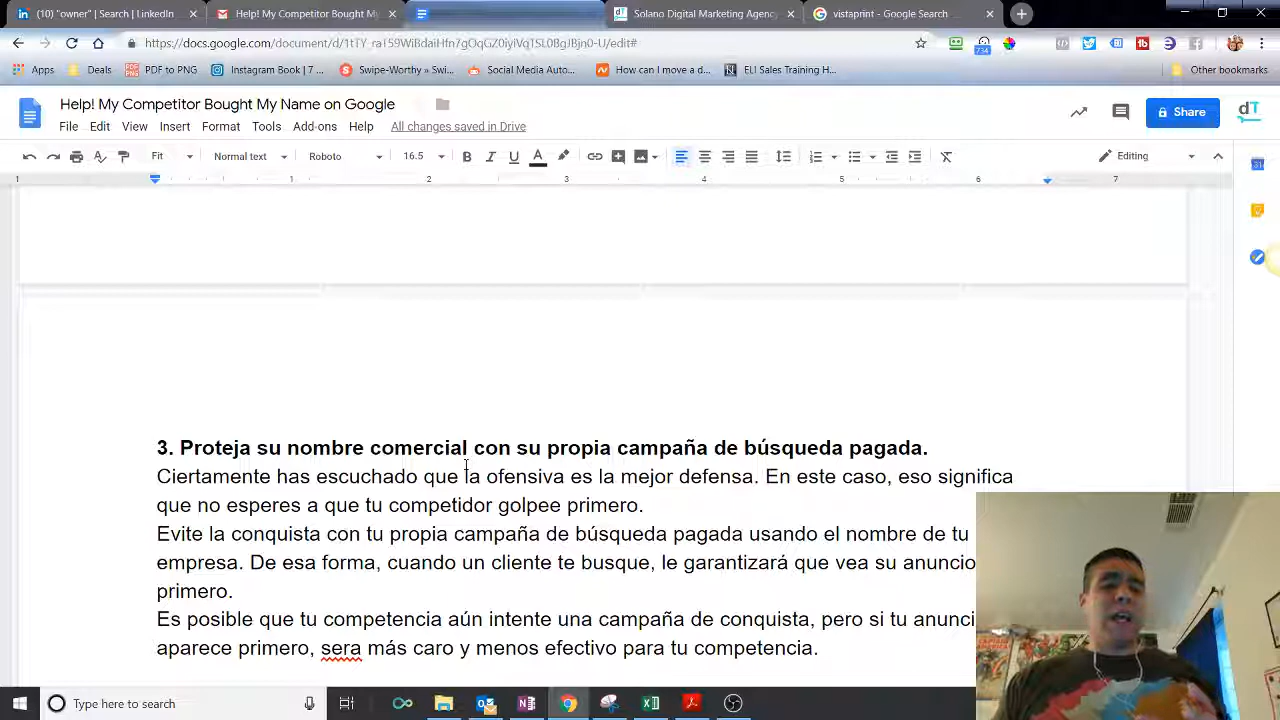 (10) "owner" | Search | LinkedIn
Help! My Competitor Bought My
Solano Digital Marketing Agency
vistaprint - Google Search
Apps
Deals
PDF to PNG
Instagram Book | 7 ...
Swipe-Worthy » Swi...
Social Media Auto...
How can I move a d...
ELI Sales Training H...
Other bookmarks
Help! My Competitor Bought My Name on Google
Share
File Edit View Insert Format Tools Add-ons Help All changes saved in Drive
Fit Normal text Roboto 16.5 Editing
1 1 2 3 4 5 6 7
3. Proteja su nombre comercial con su propia campaña de búsqueda pagada.
Ciertamente has escuchado que la ofensiva es la mejor defensa. En este caso, eso significa
que no esperes a que tu competidor golpee primero.
Evite la conquista con tu propia campaña de búsqueda pagada usando el nombre de tu
empresa. De esa forma, cuando un cliente te busque, le garantizará que vea su anuncio
primero.
Es posible que tu competencia aún intente una campaña de conquista, pero si tu anunci
aparece primero, sera más caro y menos efectivo para tu competencia.
Type here to search